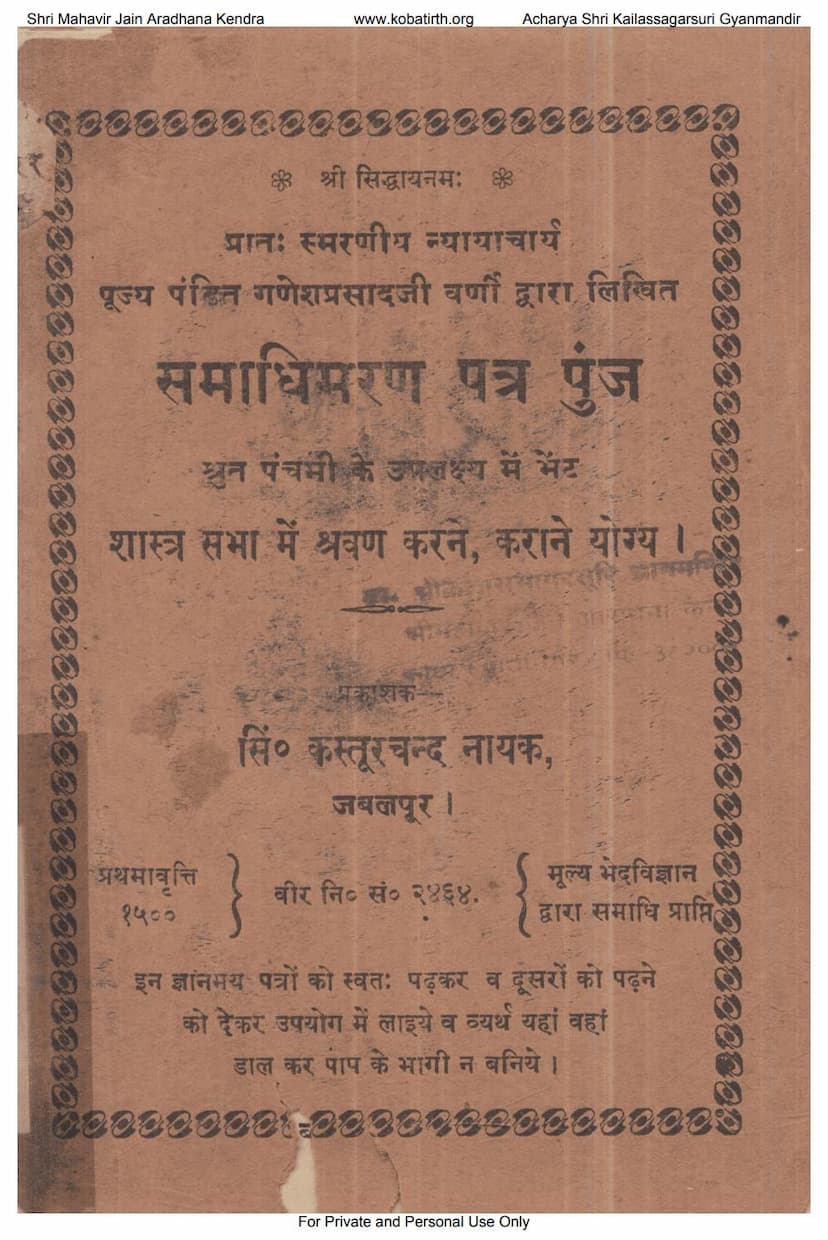 Shri Mahavir Jain Aradhana Kendra www.kobatirth.org Acharya Shri Kailassagarsuri Gyanmandir
श्री सिद्धायनमः
प्रातः स्मरणीय न्यायाचार्य
पूज्य पंडित गणेशप्रसादजी वर्णी द्वारा लिखित
समाधिमरण पत्र पुंज
श्रुत पंचमी के उपलक्ष्य में भेंट
शास्त्र सभा में श्रवण करने, कराने योग्य ।
प्रकाशक—
सिं० कस्तूरचन्द नायक,
जबलपूर ।
प्रथमावृत्ति
१५००
वीर नि० सं० २४६४.
मूल्य भेदविज्ञान
द्वारा समाधि प्राप्ति
इन ज्ञानमय पत्रों को स्वतः पढ़कर व दूसरों को पढ़ने
को देकर उपयोग में लाइये व व्यर्थ यहां वहां
डाल कर पाप के भागी न बनिये ।
For Private and Personal Use Only